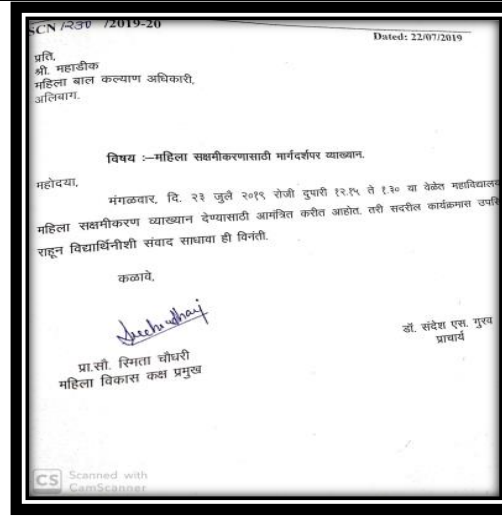 SCN/230 /2019-20
Dated: 22/07/2019
प्रति,
श्री. महाडीक
महिला बाल कल्याण अधिकारी,
अलिबाग.
विषय :–महिला सक्षमीकरणासाठी मार्गदर्शपर व्याख्यान.
महोदया,
मंगळवार, दि. २३ जुलै २०१९ रोजी दुपारी १२.१५ ते १.३० या वेळेत महाविद्यालय
महिला सक्षमीकरण व्याख्यान देण्यासाठी आमंत्रित करीत आहोत. तरी सदरील कार्यक्रमास उपस्
राहून विद्यार्थिनीशी संवाद साधावा ही विनंती.
कळावे,
प्रा.सौ. स्मिता चौधरी
महिला विकास कक्ष प्रमुख
डॉ. संदेश एस. गुरव
प्राचार्य
CS Scanned with
CamScanner